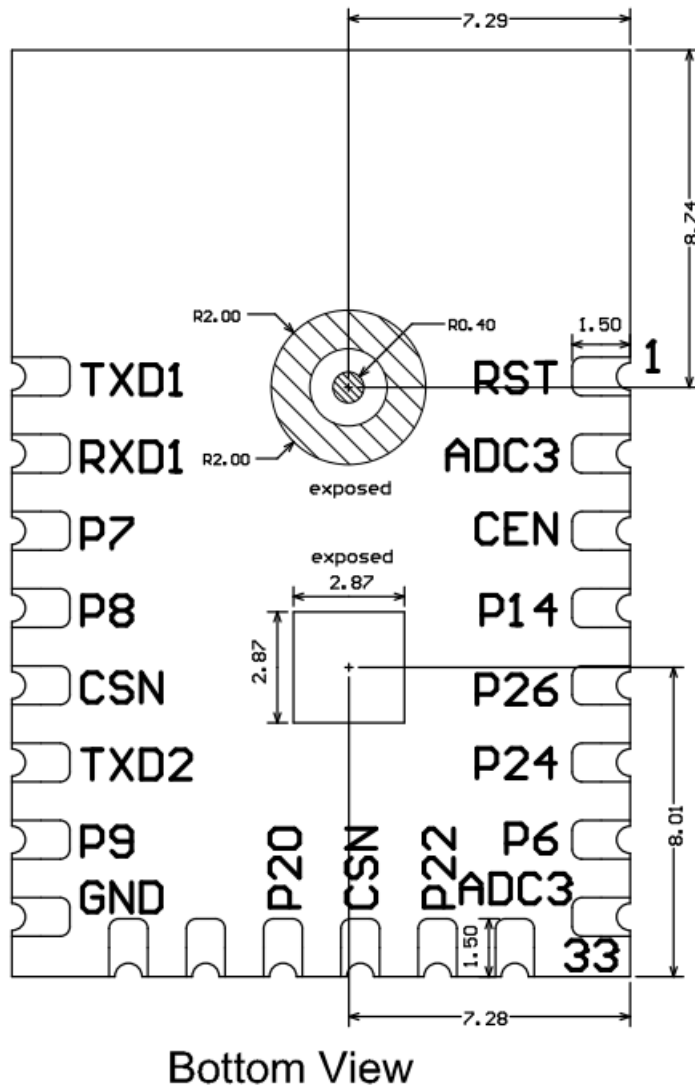 7.29
8.74
R2.00
R0.40
1.50
1
TXD1
RST
RXD1
R2.00
ADC3
exposed
P7
CEN
exposed
2.87
P8
P14
2.87
CSN
P26
TXD2
P24
8.01
P9
P20
CSN
P22
P6
GND
ADC3
1.50
33
7.28
Bottom View